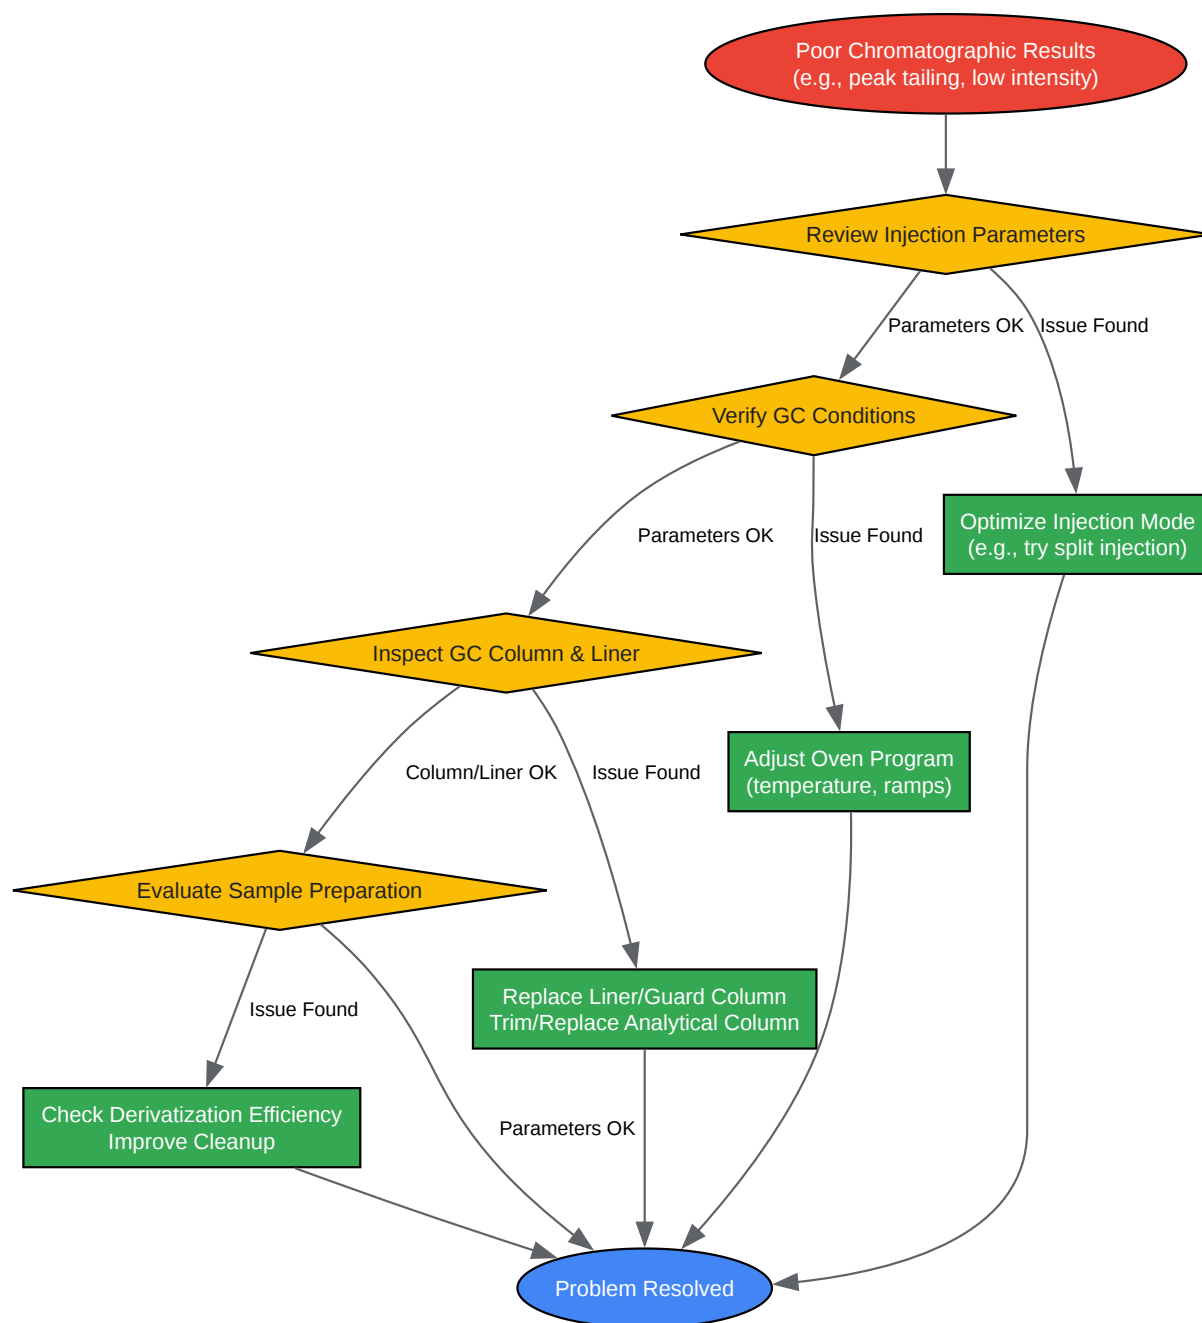 Poor Chromatographic Results
(e.g., peak tailing, low intensity)
Review Injection Parameters
Parameters OK
Issue Found
Verify GC Conditions
Optimize Injection Mode
(e.g., try split injection)
Parameters OK
Issue Found
Inspect GC Column & Liner
Adjust Oven Program
(temperature, ramps)
Column/Liner OK
Issue Found
Evaluate Sample Preparation
Replace Liner/Guard Column
Trim/Replace Analytical Column
Issue Found
Check Derivatization Efficiency
Improve Cleanup
Parameters OK
Problem Resolved